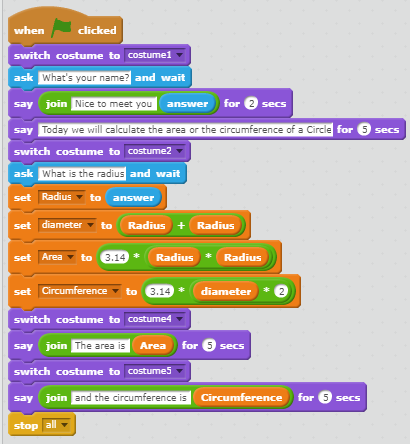 when clicked
switch costume to costume1
ask What's your name? and wait
say join Nice to meet you answer for 2 secs
say Today we will calculate the area or the circumference of a Circle for 5 secs
switch costume to costume2
ask What is the radius and wait
set Radius to answer
set diameter to Radius + Radius
set Area to 3.14 * Radius * Radius
set Circumference to 3.14 * diameter * 2
switch costume to costume4
say join The area is Area for 5 secs
switch costume to costume5
say join and the circumference is Circumference for 5 secs
stop all